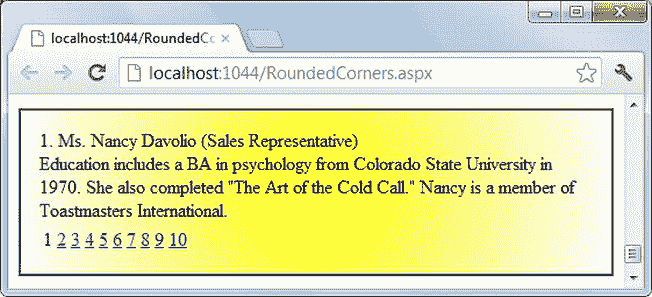 localhost:1044/RoundedCo
localhost:1044/RoundedCorners.aspx
1. Ms. Nancy Davolio (Sales Representative)
Education includes a BA in psychology from Colorado State University in
1970. She also completed "The Art of the Cold Call." Nancy is a member of
Toastmasters International.
1 2 3 4 5 6 7 8 9 10